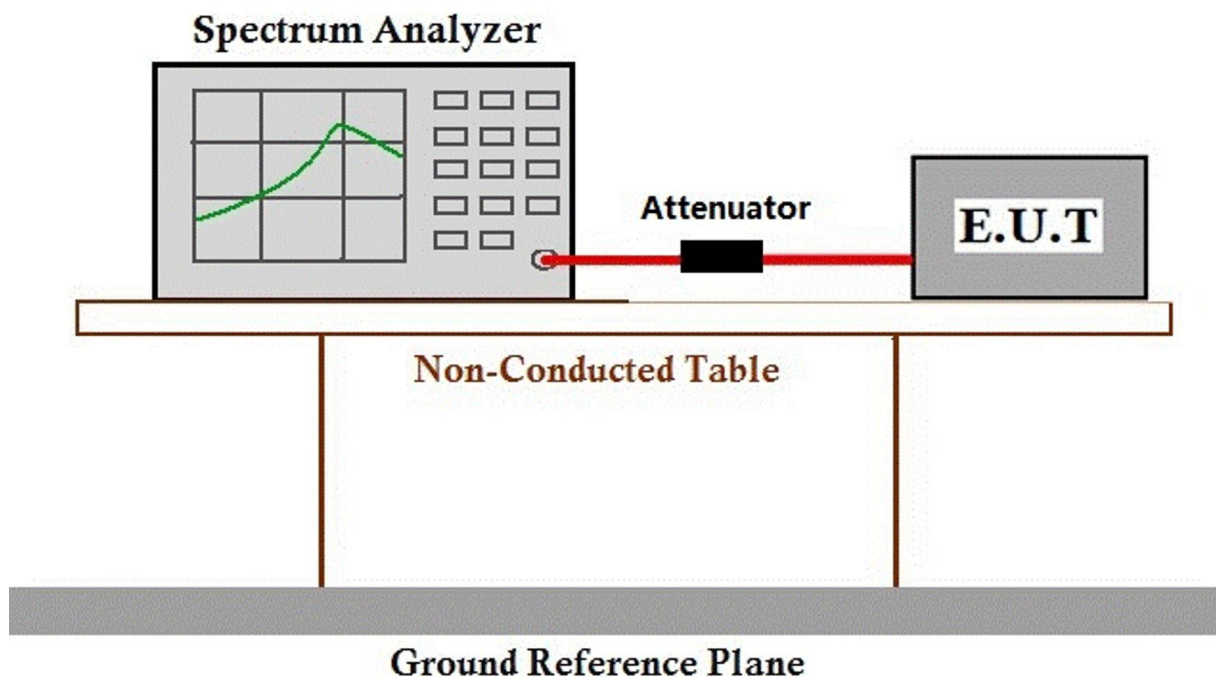 Spectrum Analyzer
Attenuator
E.U.T
Non-Conducted Table
Ground Reference Plane